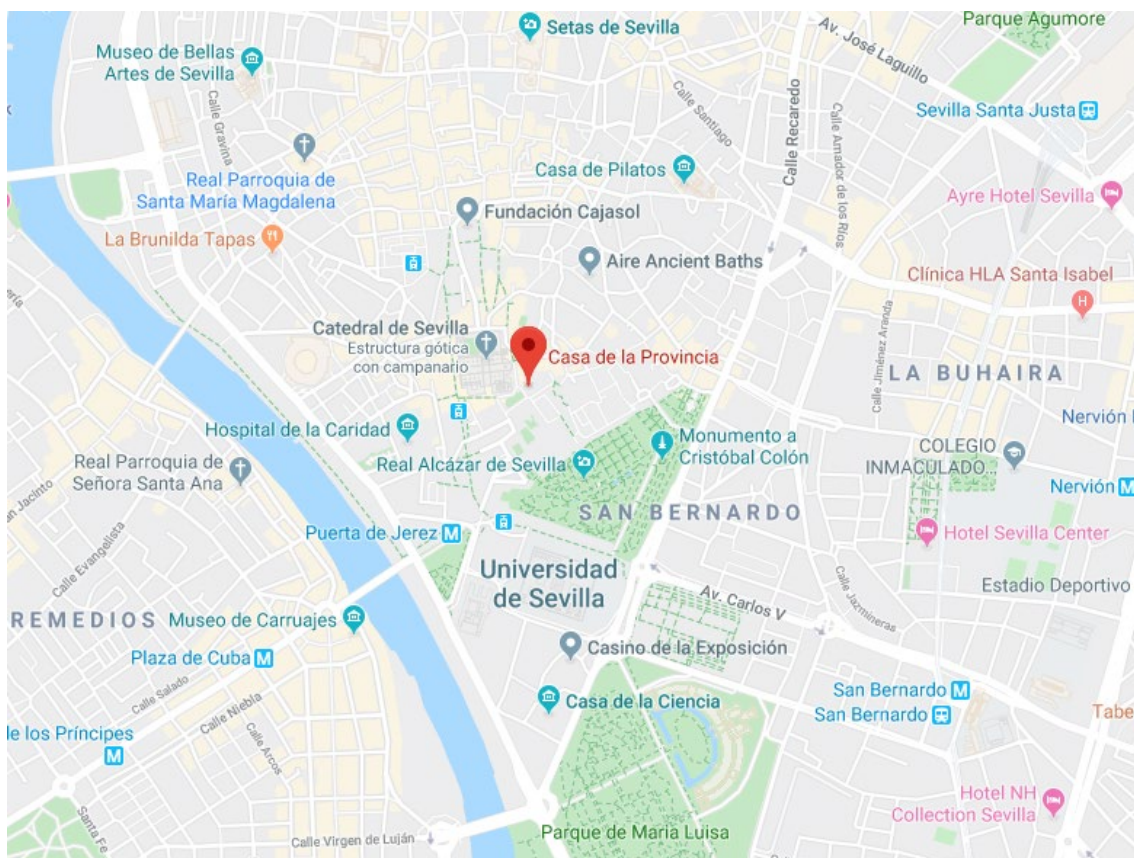 Parque Agumore
Setas de Sevilla
Av. José Laguillo
Museo de Bellas
Artes de Sevilla
Calle Gravina
Calle Santiago
Calle Recaredo
Calle Amador de los Ríos
Sevilla Santa Justa
Real Parroquia de
Santa María Magdalena
Casa de Pilatos
Ayre Hotel Sevilla
Fundación Cajasol
La Brunilda Tapas
Aire Ancient Baths
Clínica HLA Santa Isabel
H
Catedral de Sevilla
Estructura gótica
con campanario
Casa de la Provincia
Calle Jiménez Aranda
LA BUHAIRA
Nervión
Hospital de la Caridad
Monumento a
Cristóbal Colón
COLEGIO
INMACULADO...
Real Parroquia de
Señora Santa Ana
Real Alcázar de Sevilla
Jacinto
Nervión M
SAN BERNARDO
Puerta de Jerez M
Hotel Sevilla Center
Calle Evangelista
Universidad
de Sevilla
Calle Jazmineras
Estadio Deportivo
Av. Carlos V
REMEDIOS
Museo de Carruajes
Casino de la Exposición
Plaza de Cuba M
Calle Salado
Calle Niebla
Casa de la Ciencia
San Bernardo M
San Bernardo
Tabe
de los Príncipes
M
Calle Arcos
Hotel NH
Collection Sevilla
Santa Fe
Calle Virgen de Luján
Parque de María Luisa